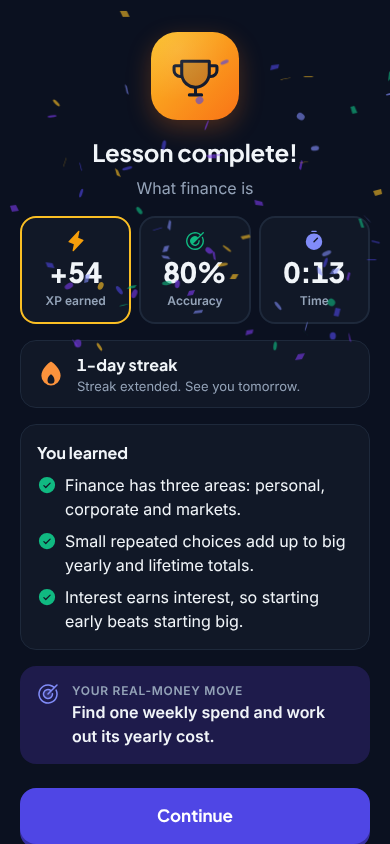 Lesson complete!
What finance is
+54
XP earned
80%
Accuracy
0:13
Time
1-day streak
Streak extended. See you tomorrow.
You learned
Finance has three areas: personal,
corporate and markets.
Small repeated choices add up to big
yearly and lifetime totals.
Interest earns interest, so starting
early beats starting big.
YOUR REAL-MONEY MOVE
Find one weekly spend and work
out its yearly cost.
Continue